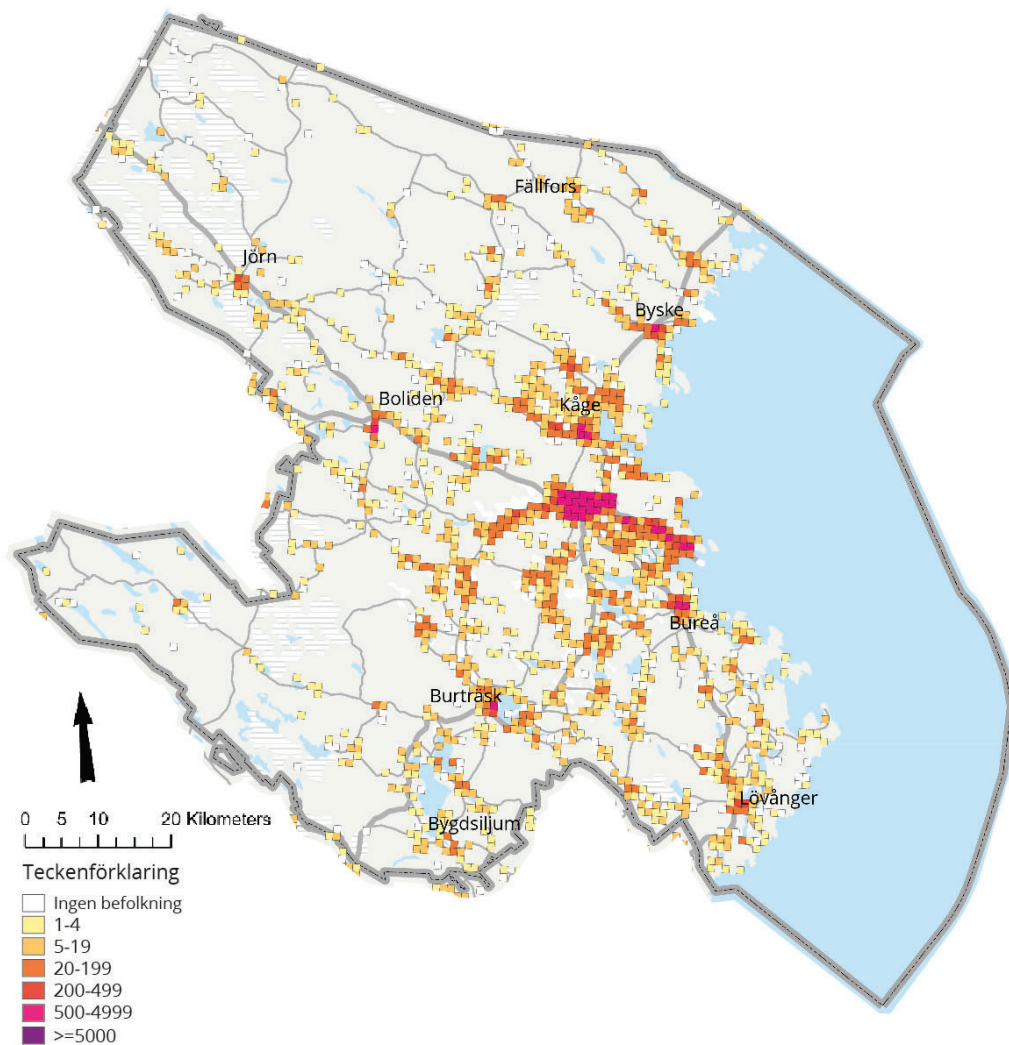 Fällfors
Jörn
Byske
Boliden
Kåge
Bureå
Burträsk
Lövånger
Bygdsiljum
0 5 10 20 Kilometers
Teckenförklaring
Ingen befolkning
1-4
5-19
20-199
200-499
500-4999
>=5000